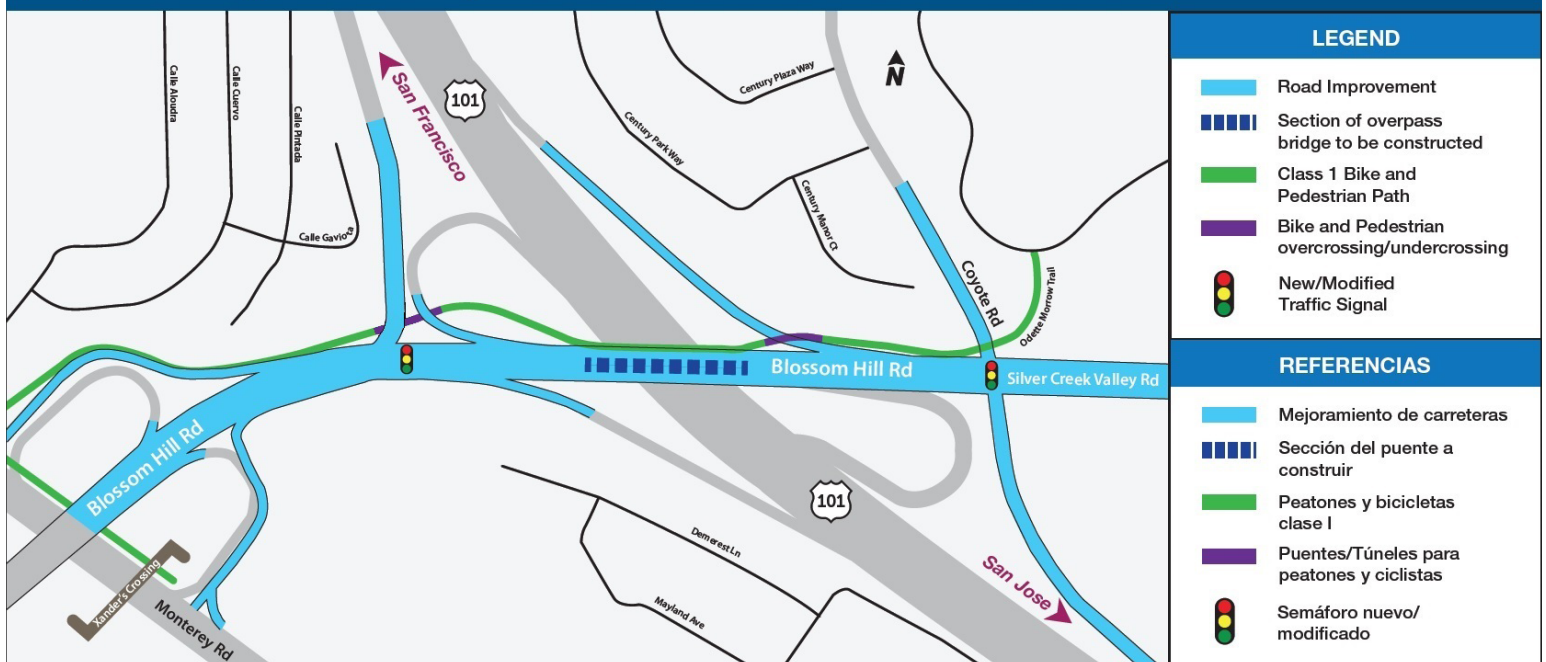 Calle Aloudra
Calle Cuervo
Calle Pintada
Calle Gaviota
San Francisco
101
Century Plaza Way
Century Park Way
Century Manor Ct
N
Coyote Rd
Odette Morrow Trail
Blossom Hill Rd
Silver Creek Valley Rd
Blossom Hill Rd
101
San Jose
Demerest Ln
Mayland Ave
Xander's Crossing
Monterey Rd
LEGEND
Road Improvement
Section of overpass
bridge to be constructed
Class 1 Bike and
Pedestrian Path
Bike and Pedestrian
overcrossing/undercrossing
New/Modified
Traffic Signal
REFERENCIAS
Mejoramiento de carreteras
Sección del puente a
construir
Peatones y bicicletas
clase I
Puentes/Túneles para
peatones y ciclistas
Semáforo nuevo/
modificado